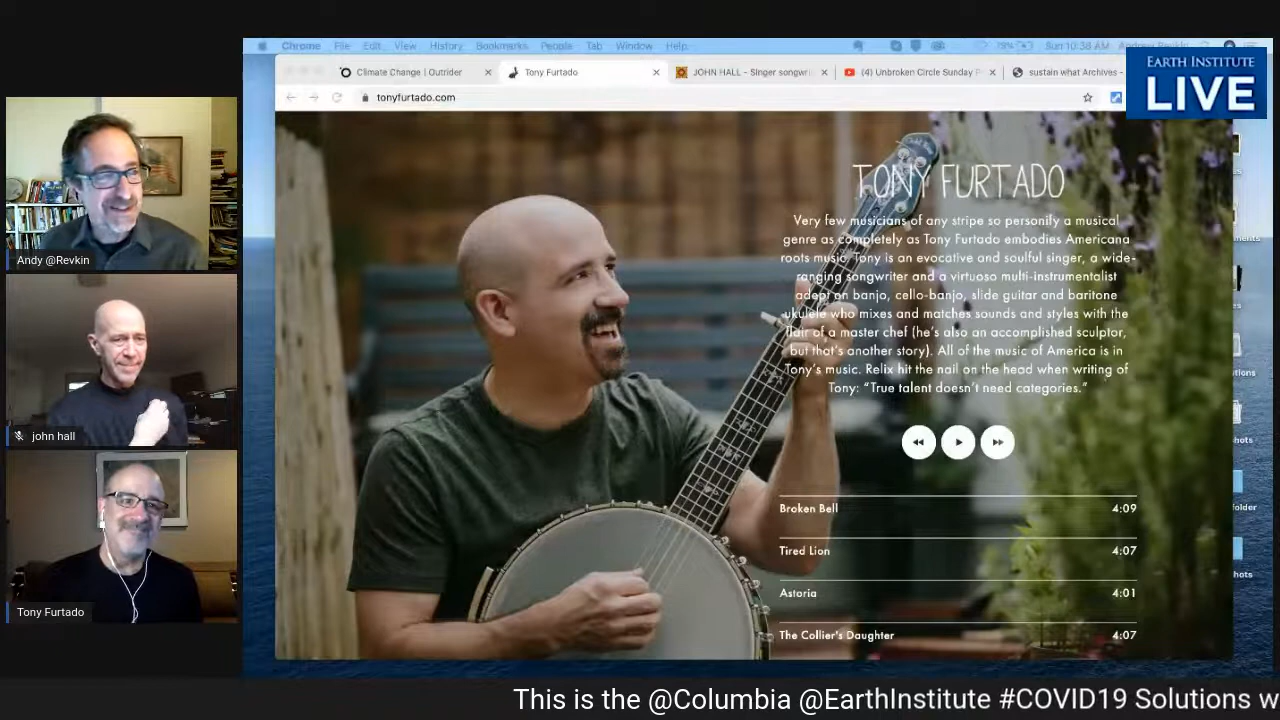 Chrome File Edit View History Bookmarks People Tab Window Help
Sun 10:38 AM
Climate Change | Outrider
Tony Furtado
JOHN HALL - Singer songwri
(4) Unbroken Circle Sunday
sustain what Archives -
tonyfurtado.com
EARTH INSTITUTE
LIVE
TONY FURTADO
Very few musicians of any stripe so personify a musical
genre as completely as Tony Furtado embodies Americana
roots music. Tony is an evocative and soulful singer, a wide-
ranging songwriter and a virtuoso multi-instrumentalist
adept on banjo, cello-banjo, slide guitar and baritone
ukulele who mixes and matches sounds and styles with the
flair of a master chef (he's also an accomplished sculptor,
but that's another story). All of the music of America is in
Tony's music. Relix hit the nail on the head when writing of
Tony: “True talent doesn't need categories.”
Broken Bell 4:09
Tired Lion 4:07
Astoria 4:01
The Collier's Daughter 4:07
Andy @Revkin
john hall
Tony Furtado
This is the @Columbia @EarthInstitute #COVID19 Solutions w